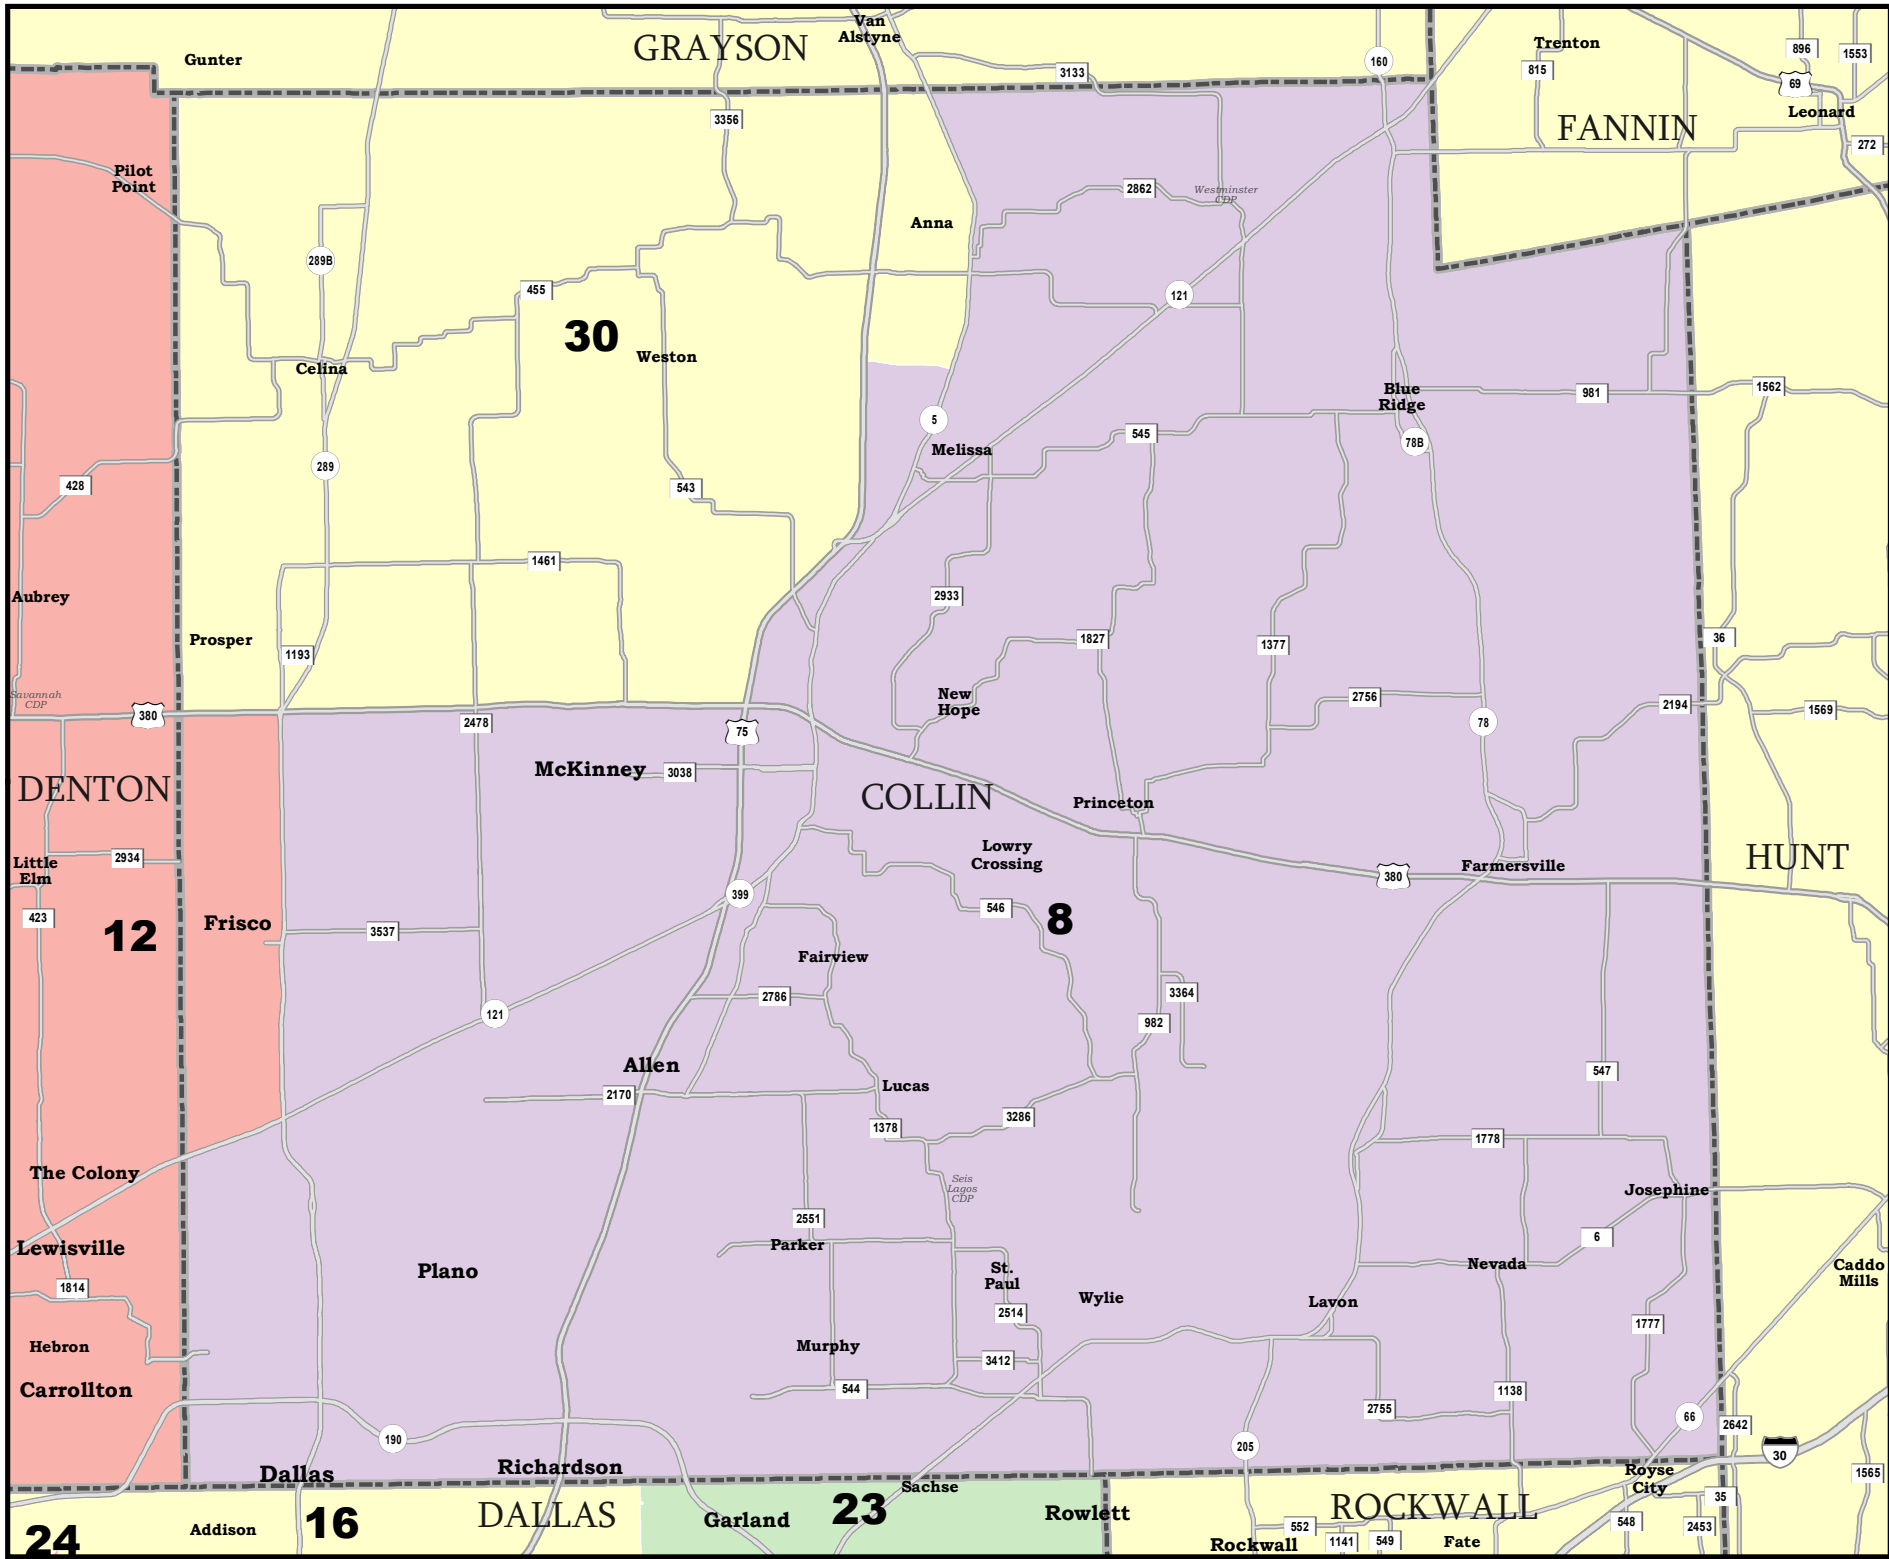 Van
Alstyne
GRAYSON
Gunter
Trenton
896
1553
160
815
3133
69
Leonard
3356
FANNIN
272
Pilot
Point
2862
Westminster
CDP
Anna
289B
455
121
30
Weston
Celina
Blue
Ridge
981
1562
5
545
78B
Melissa
289
428
543
1461
Aubrey
2933
Prosper
1827
1377
36
1193
Savannah
CDP
New
Hope
2756
2194
1569
380
2478
75
78
McKinney
3038
DENTON
COLLIN
Princeton
Little
Elm
2934
Lowry
Crossing
HUNT
Farmersville
380
399
423
12
Frisco
3537
546
8
Fairview
2786
3364
121
982
Allen
547
2170
Lucas
3286
1378
1778
The Colony
Seis
Lagos
CDP
Josephine
2551
Parker
6
Lewisville
Plano
St.
Paul
Nevada
Caddo
Mills
1814
Wylie
Lavon
2514
1777
Hebron
Murphy
3412
Carrollton
544
1138
2755
66
2642
190
205
30
Dallas
Richardson
Royse
City
1565
Sachse
35
24
Addison
16
DALLAS
Garland
23
Rowlett
ROCKWALL
552
548
2453
Rockwall
1141
549
Fate